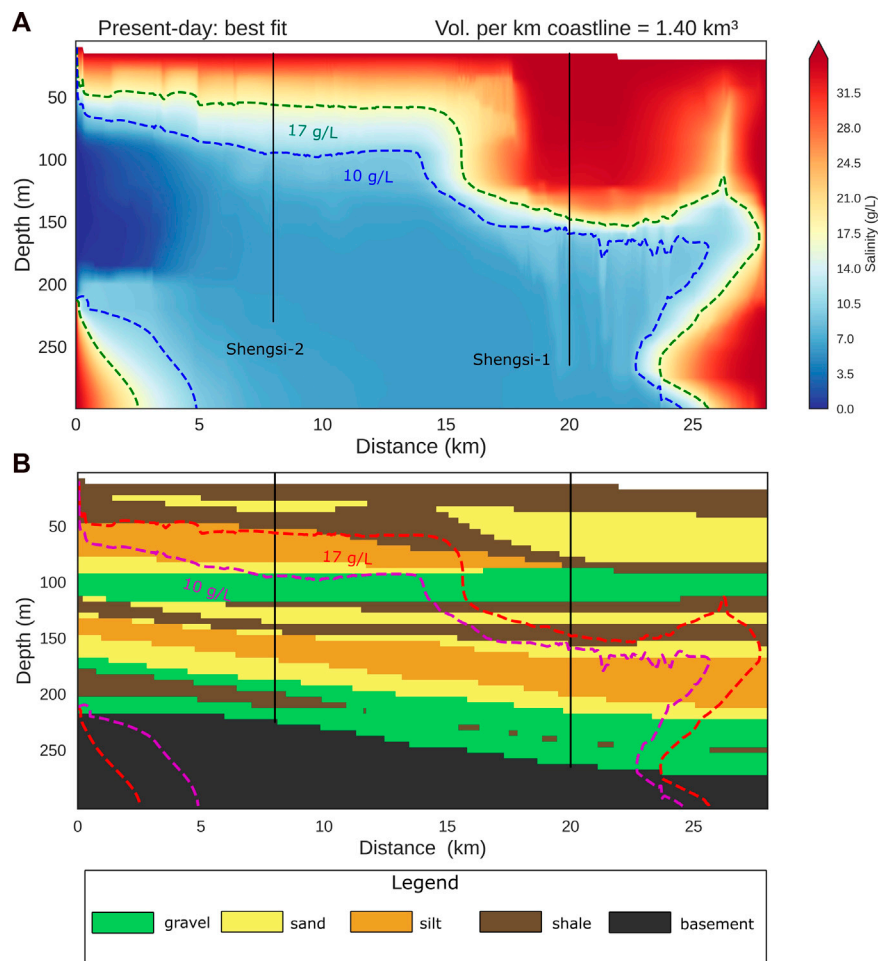 A
Present-day: best fit
Vol. per km coastline = 1.40 km³
50
100
150
200
250
Depth (m)
17 g/L
10 g/L
Shengsi-2
Shengsi-1
0
5
10
15
20
25
Distance (km)
31.5
28.0
24.5
21.0
17.5
14.0
10.5
7.0
3.5
0.0
Salinity (g/L)
B
50
100
150
200
250
Depth (m)
17 g/L
10 g/L
0
5
10
15
20
25
Distance (km)
Legend
gravel
sand
silt
shale
basement